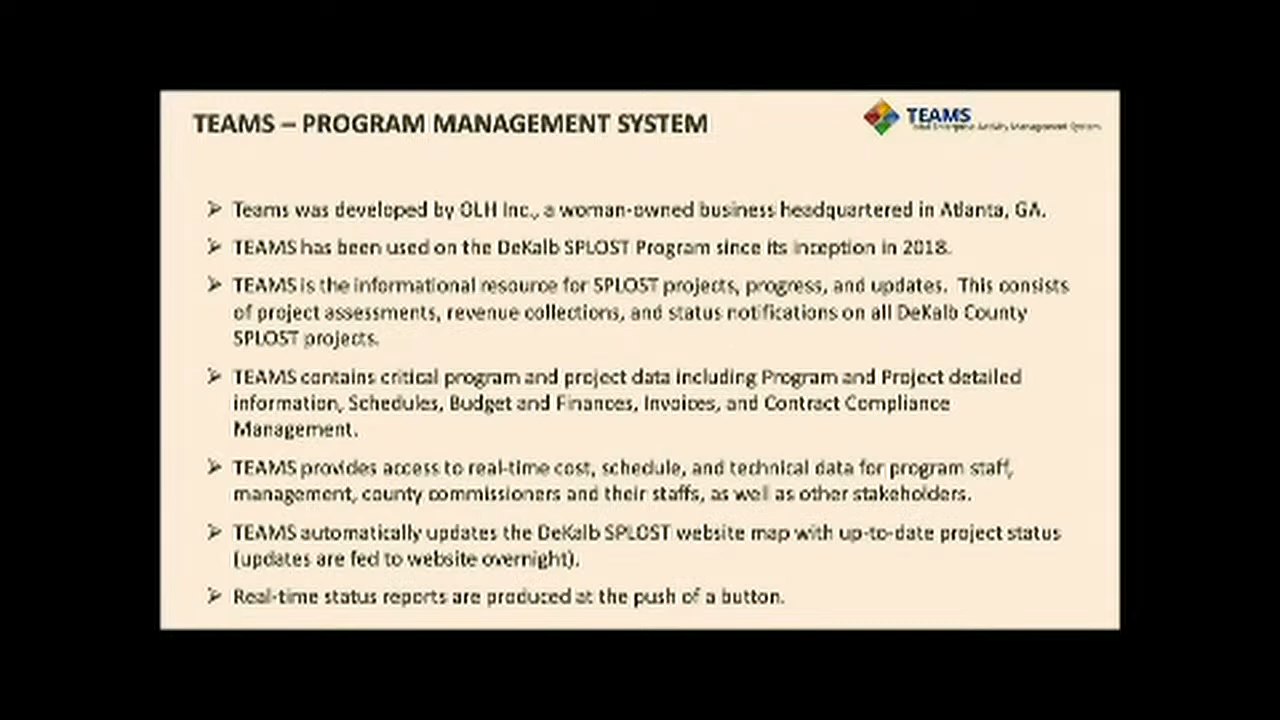 TEAMS – PROGRAM MANAGEMENT SYSTEM
TEAMS
Total Enterprise Activity Management System
➢ Teams was developed by OLH Inc., a woman-owned business headquartered in Atlanta, GA.
➢ TEAMS has been used on the DeKalb SPLOST Program since its inception in 2018.
➢ TEAMS is the informational resource for SPLOST projects, progress, and updates. This consists
of project assessments, revenue collections, and status notifications on all DeKalb County
SPLOST projects.
➢ TEAMS contains critical program and project data including Program and Project detailed
information, Schedules, Budget and Finances, Invoices, and Contract Compliance
Management.
➢ TEAMS provides access to real-time cost, schedule, and technical data for program staff,
management, county commissioners and their staffs, as well as other stakeholders.
➢ TEAMS automatically updates the DeKalb SPLOST website map with up-to-date project status
(updates are fed to website overnight).
➢ Real-time status reports are produced at the push of a button.